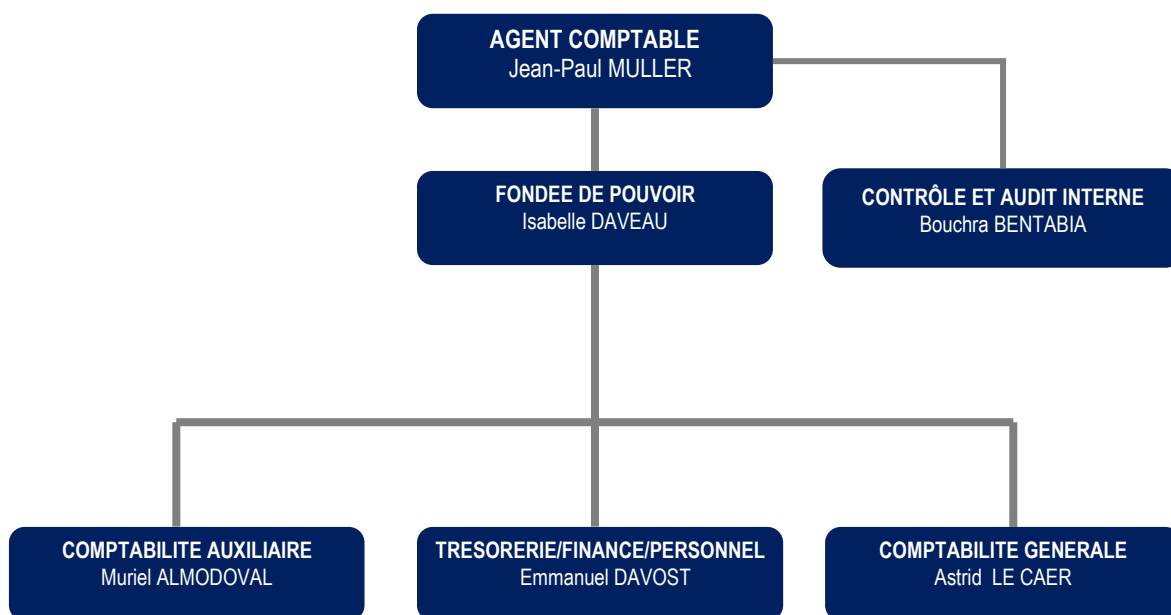 AGENT COMPTABLE
Jean-Paul MULLER
FONDEE DE POUVOIR
Isabelle DAVEAU
CONTRÔLE ET AUDIT INTERNE
Bouchra BENTABIA
COMPTABILITE AUXILIAIRE
Muriel ALMODOVAL
TRESORERIE/FINANCE/PERSONNEL
Emmanuel DAVOST
COMPTABILITE GENERALE
Astrid LE CAER